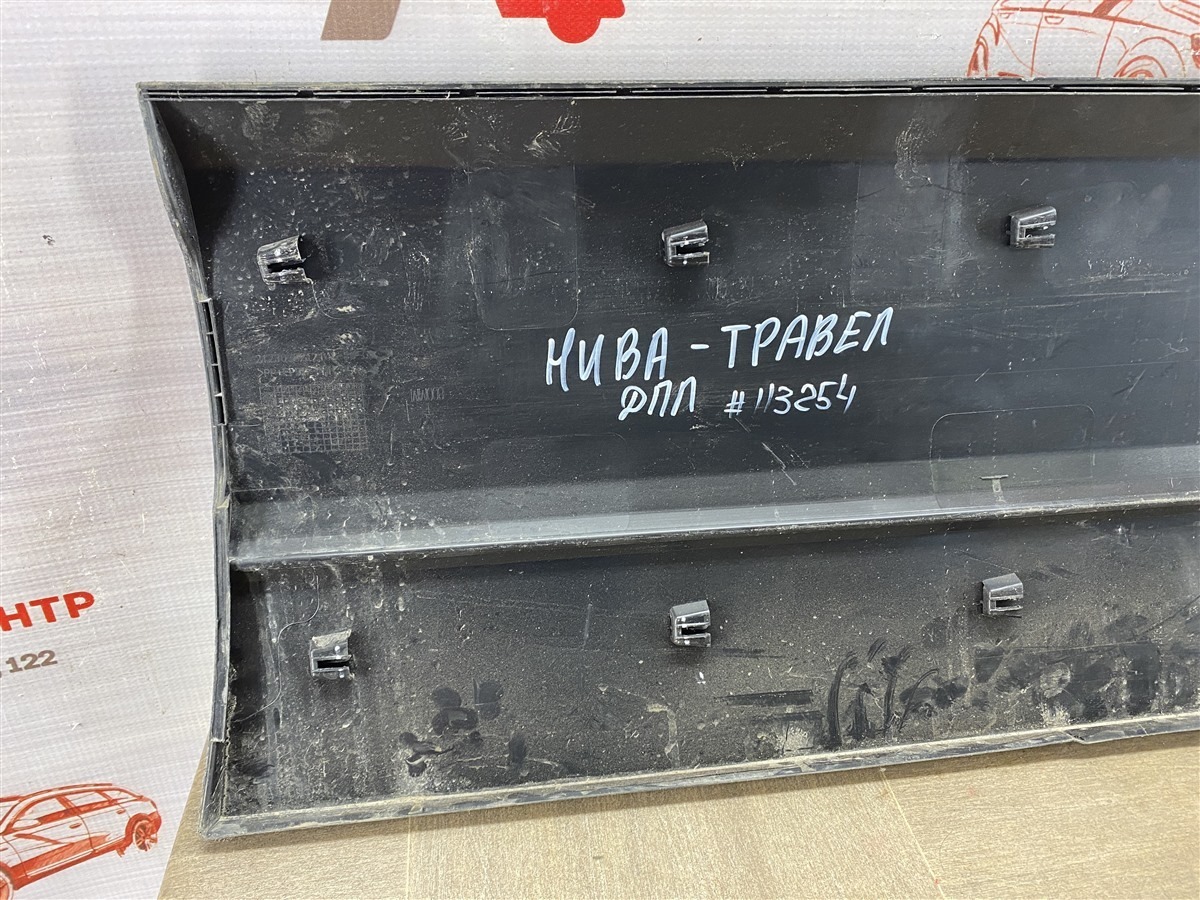 НИВА - ТРАВЕЛ
ФПЛ #113254
НТР
122